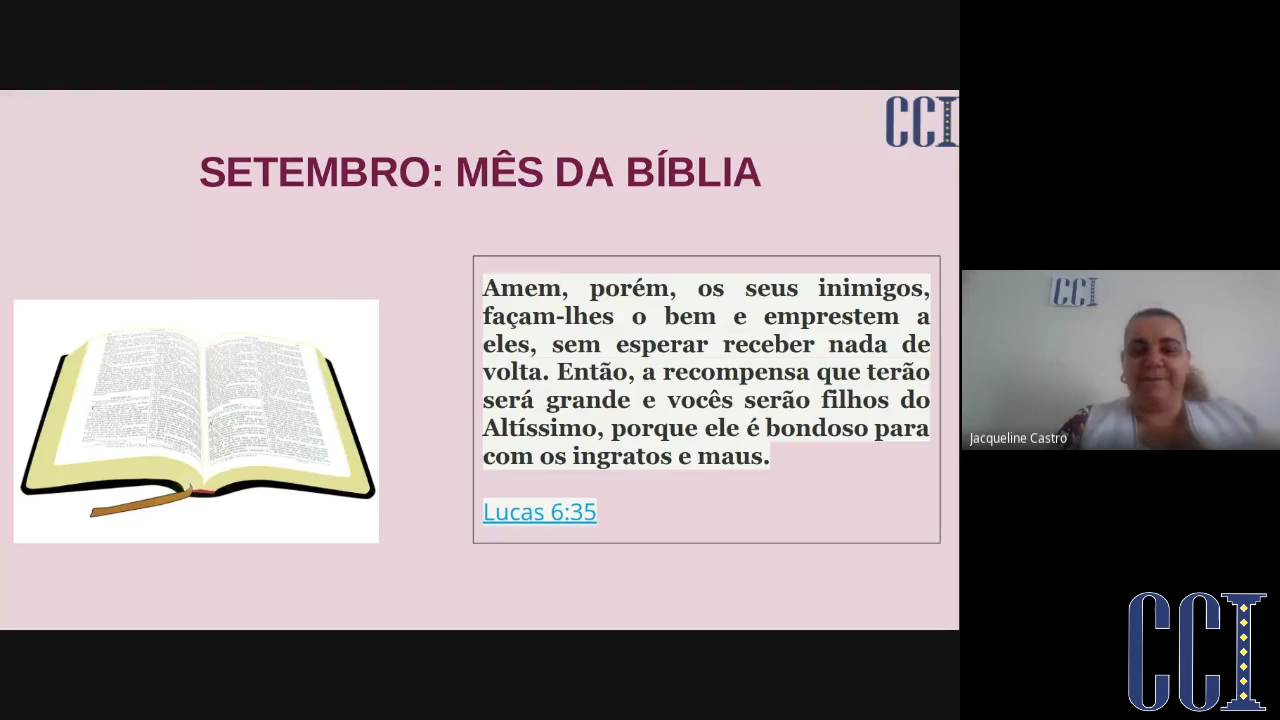 CCI
SETEMBRO: MÊS DA BÍBLIA
Amem, porém, os seus inimigos,
façam-lhes o bem e emprestem a
eles, sem esperar receber nada de
volta. Então, a recompensa que terão
será grande e vocês serão filhos do
Altíssimo, porque ele é bondoso para
com os ingratos e maus.
Lucas 6:35
CCI
Jacqueline Castro
CCI